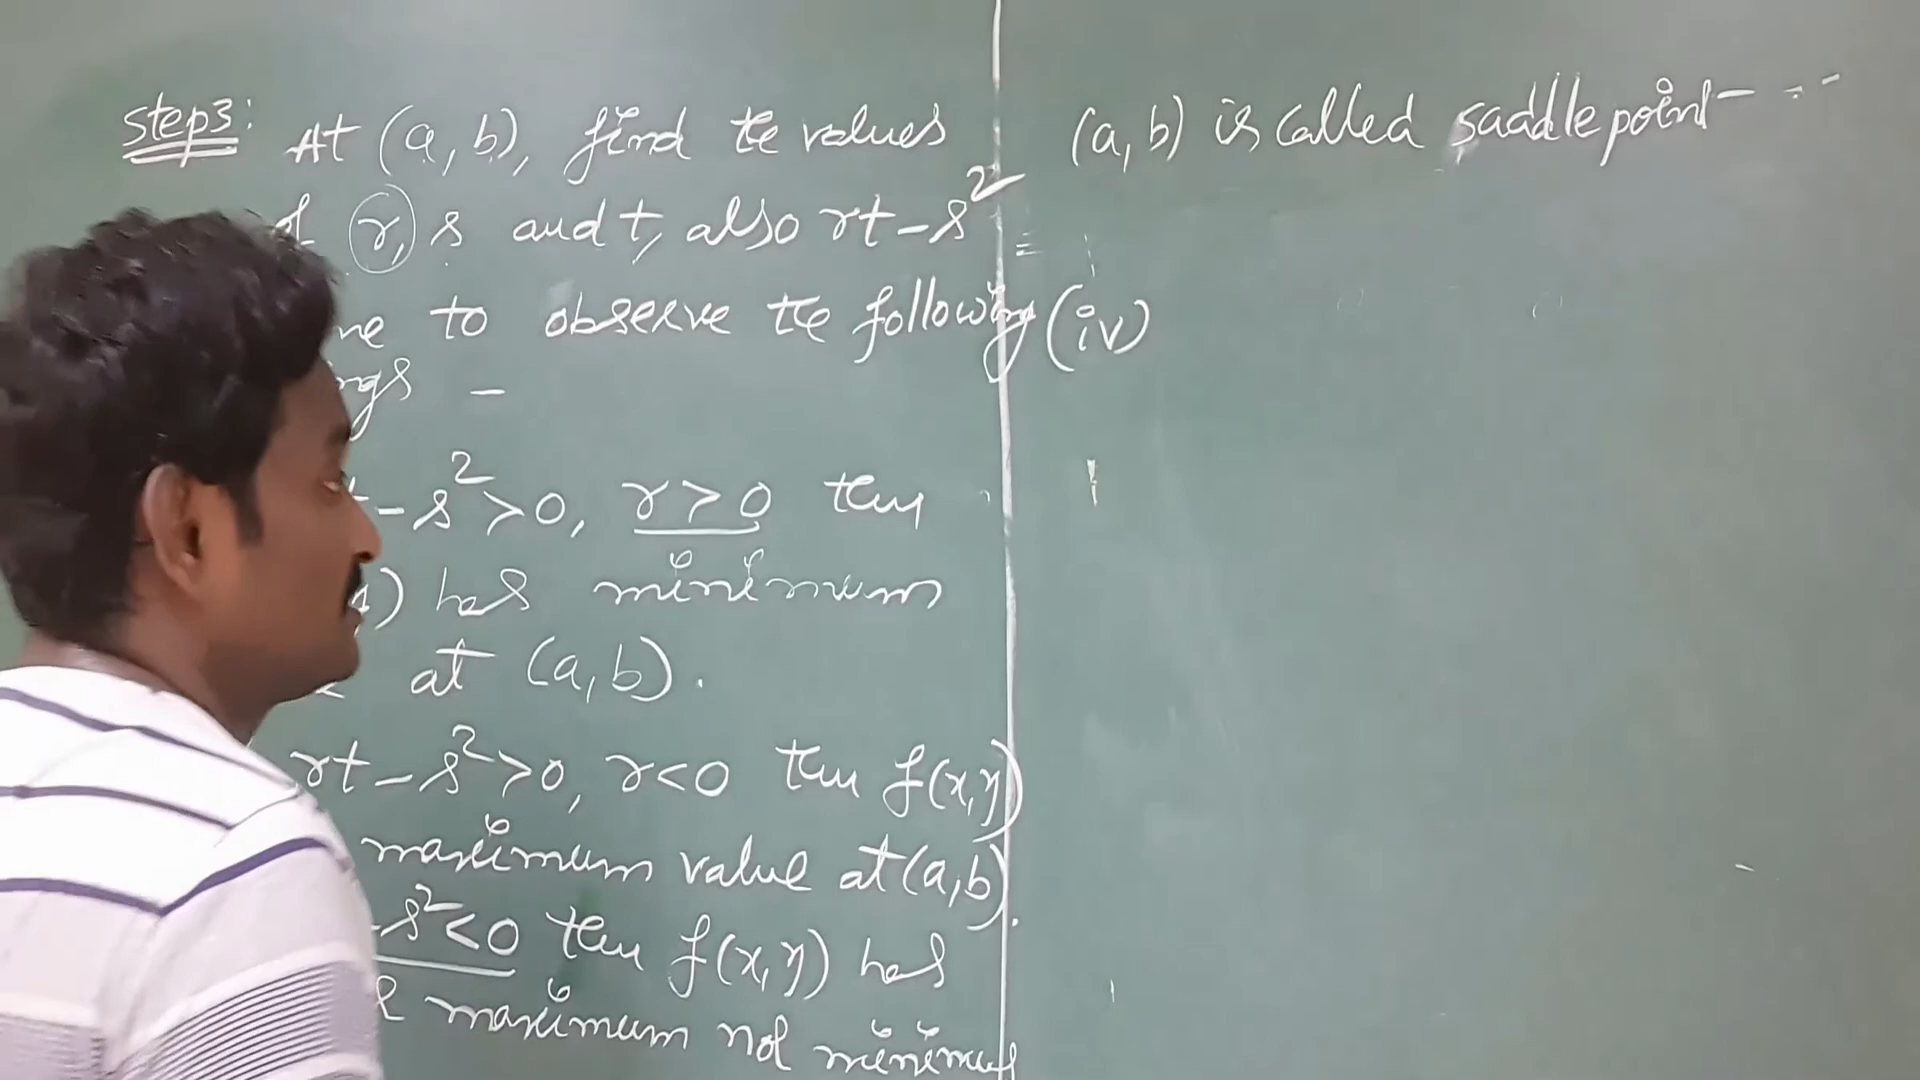 step3: At (a, b), find the values
of r, s and t, also rt - s²
to observe the following
-
- s² > 0, r > 0 then
) has minimum
at (a, b).
rt - s² > 0, r < 0 then f(x,y)
maximum value at (a,b).
s² < 0 then f(x,y) has
maximum not minimum
(a, b) is called saddle point
(iv)